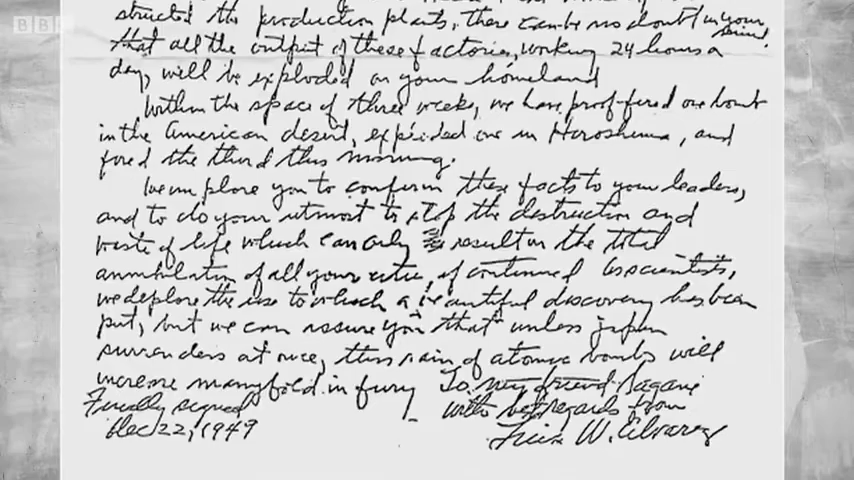 BBC
structed the production plants, there can be no doubt in your mind
that all the output of these factories, working 24 hours a
day, will be exploded on your homeland
Within the space of three weeks, we have proof-fired one bomb
in the American desert, exploded one in Hiroshima, and
fired the third this morning.
We implore you to confirm these facts to your leaders,
and to do your utmost to stop the destruction and
waste of life which can only result in the total
annihilation of all your cities, if continued. As scientists,
we deplore the use to which a beautiful discovery has been
put, but we can assure you that unless Japan
surrenders at once, this rain of atomic bombs will
increase manyfold in fury
To my friend Sagane
with best regards from
Luis W. Alvarez
Finally signed
Dec 22, 1949